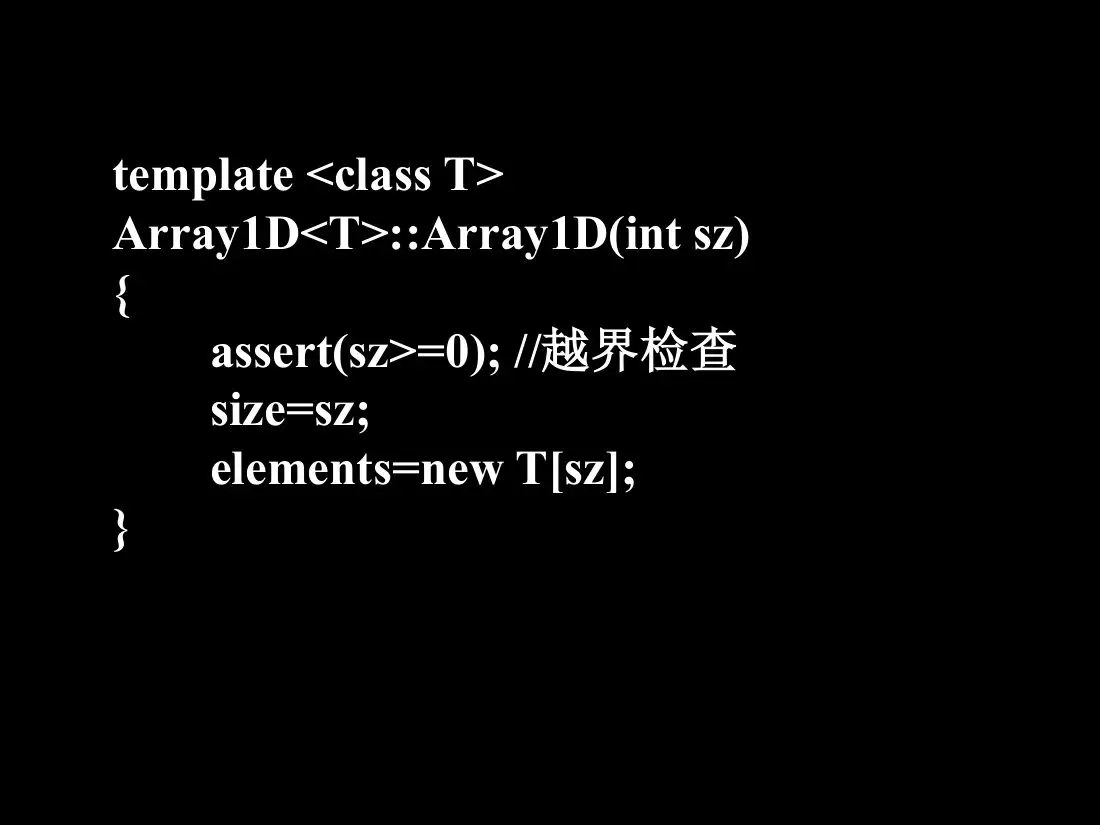 template <class T>
Array1D<T>::Array1D(int sz)
{
assert(sz>=0); //越界检查
size=sz;
elements=new T[sz];
}